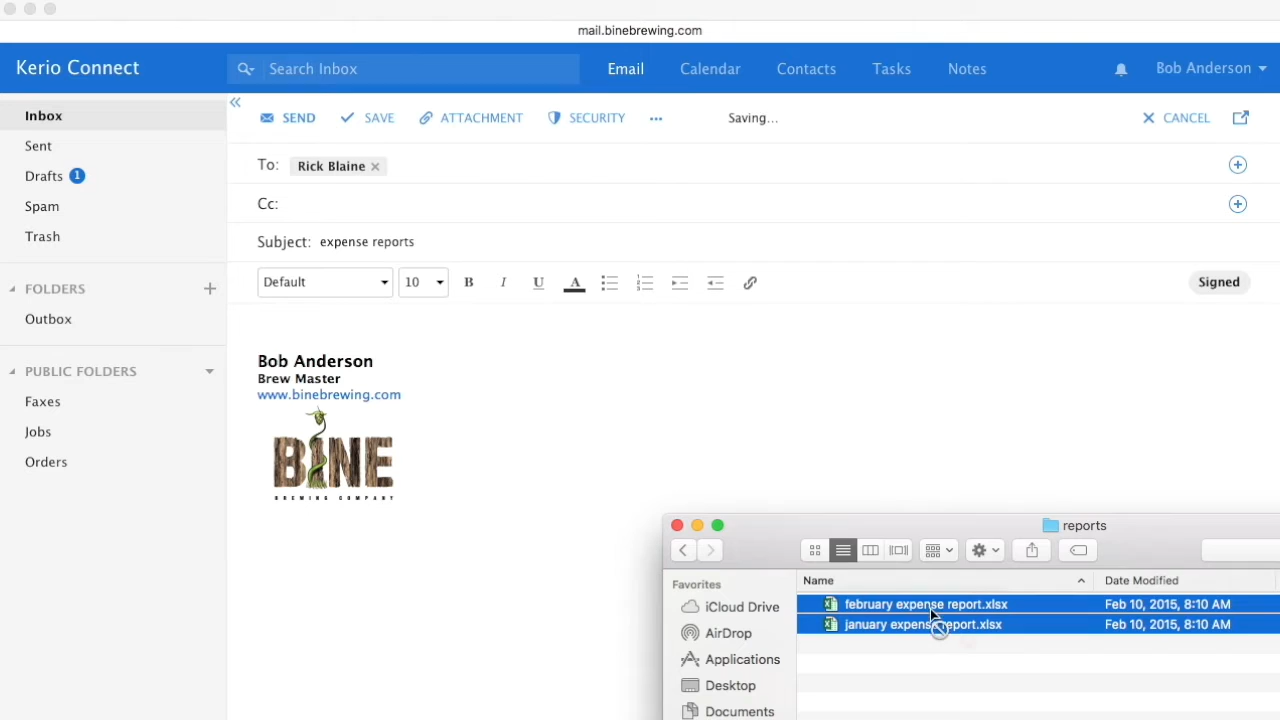 mail.binebrewing.com
Kerio Connect
Search Inbox
Email
Calendar
Contacts
Tasks
Notes
Bob Anderson
Inbox
Sent
Drafts 1
Spam
Trash
FOLDERS
Outbox
PUBLIC FOLDERS
Faxes
Jobs
Orders
SEND
SAVE
ATTACHMENT
SECURITY
Saving...
CANCEL
To: Rick Blaine
Cc:
Subject: expense reports
Default
10
B I U A
Signed
Bob Anderson
Brew Master
www.binebrewing.com
BINE
BREWING COMPANY
reports
Favorites
iCloud Drive
AirDrop
Applications
Desktop
Documents
Name Date Modified
february expense report.xlsx Feb 10, 2015, 8:10 AM
january expense report.xlsx Feb 10, 2015, 8:10 AM